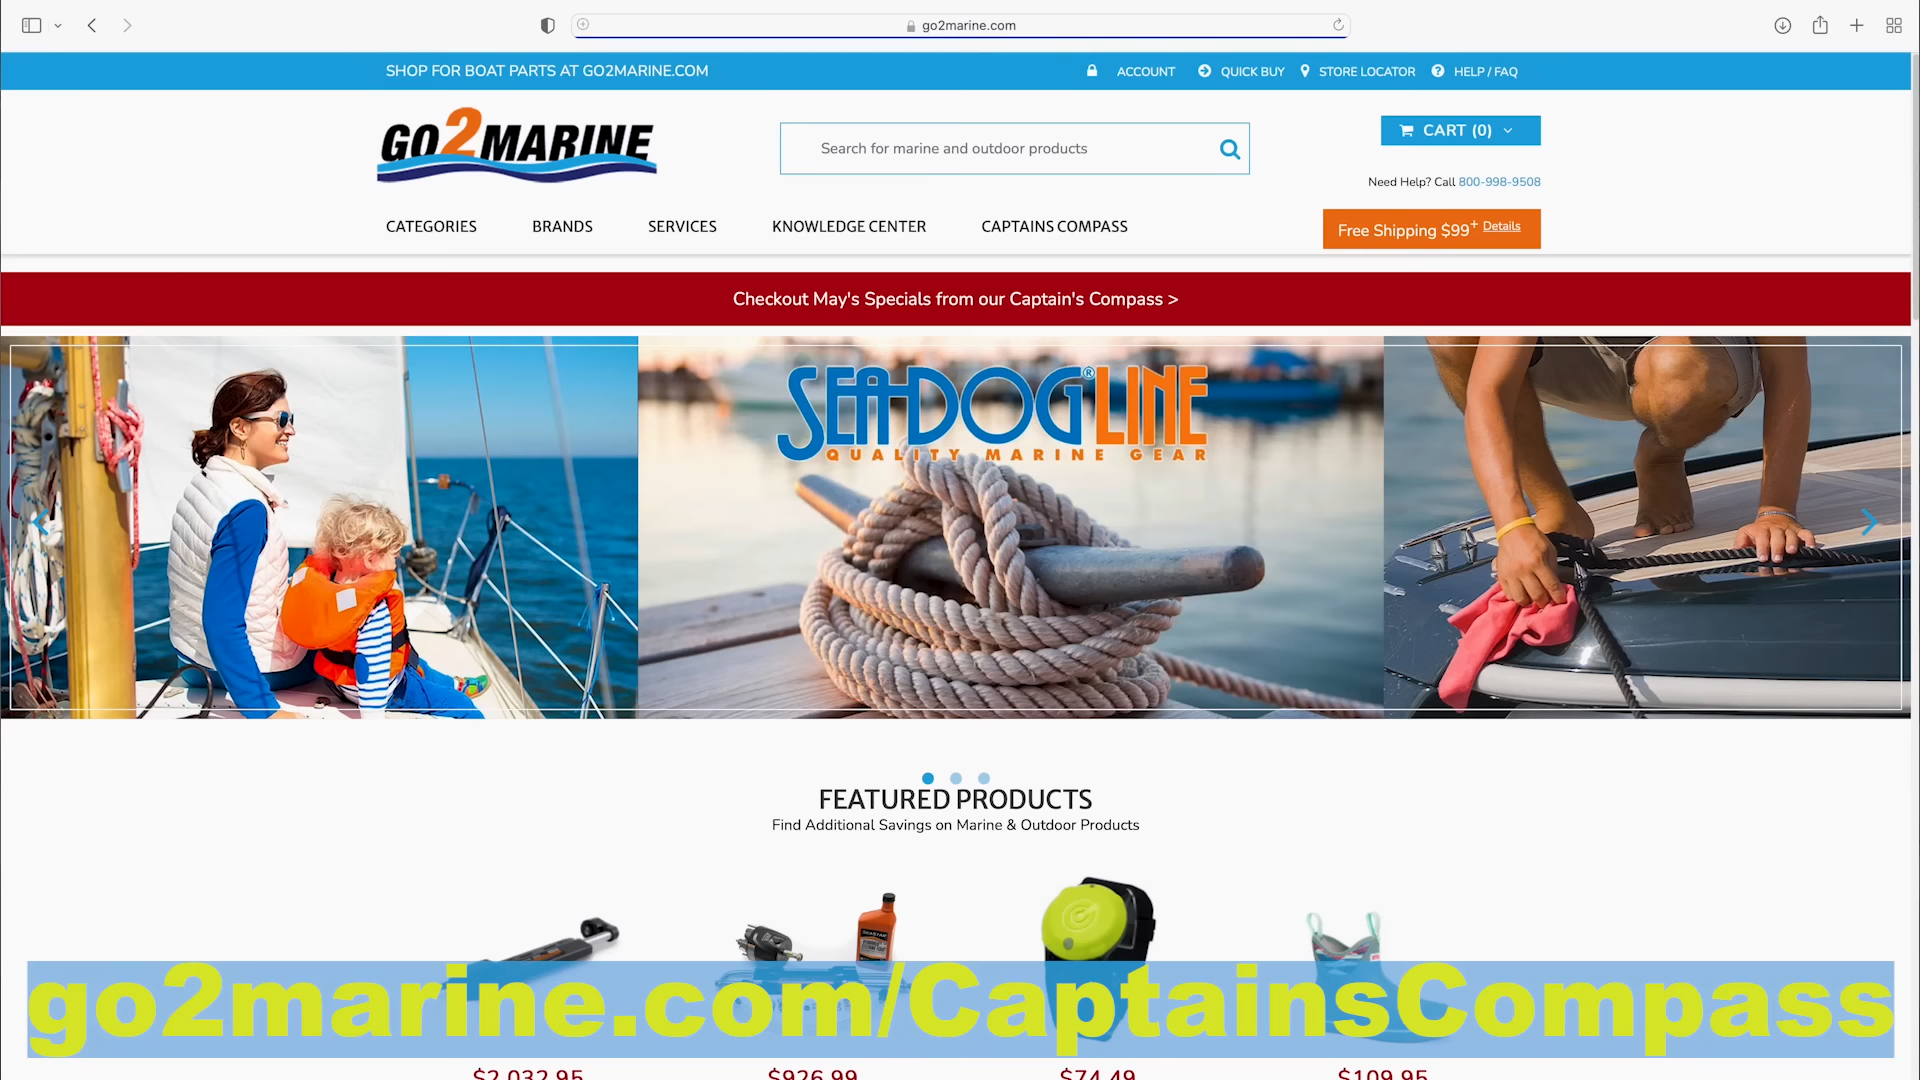 go2marine.com
SHOP FOR BOAT PARTS AT GO2MARINE.COM
ACCOUNT
QUICK BUY
STORE LOCATOR
HELP / FAQ
GO2MARINE
Search for marine and outdoor products
CART (0)
Need Help? Call 800-998-9508
CATEGORIES
BRANDS
SERVICES
KNOWLEDGE CENTER
CAPTAINS COMPASS
Free Shipping $99+ Details
Checkout May's Specials from our Captain's Compass >
SEA-DOG® LINE
QUALITY MARINE GEAR
FEATURED PRODUCTS
Find Additional Savings on Marine & Outdoor Products
SEASTAR
go2marine.com/CaptainsCompass
$2,032.95
$926.99
$74.49
$109.95